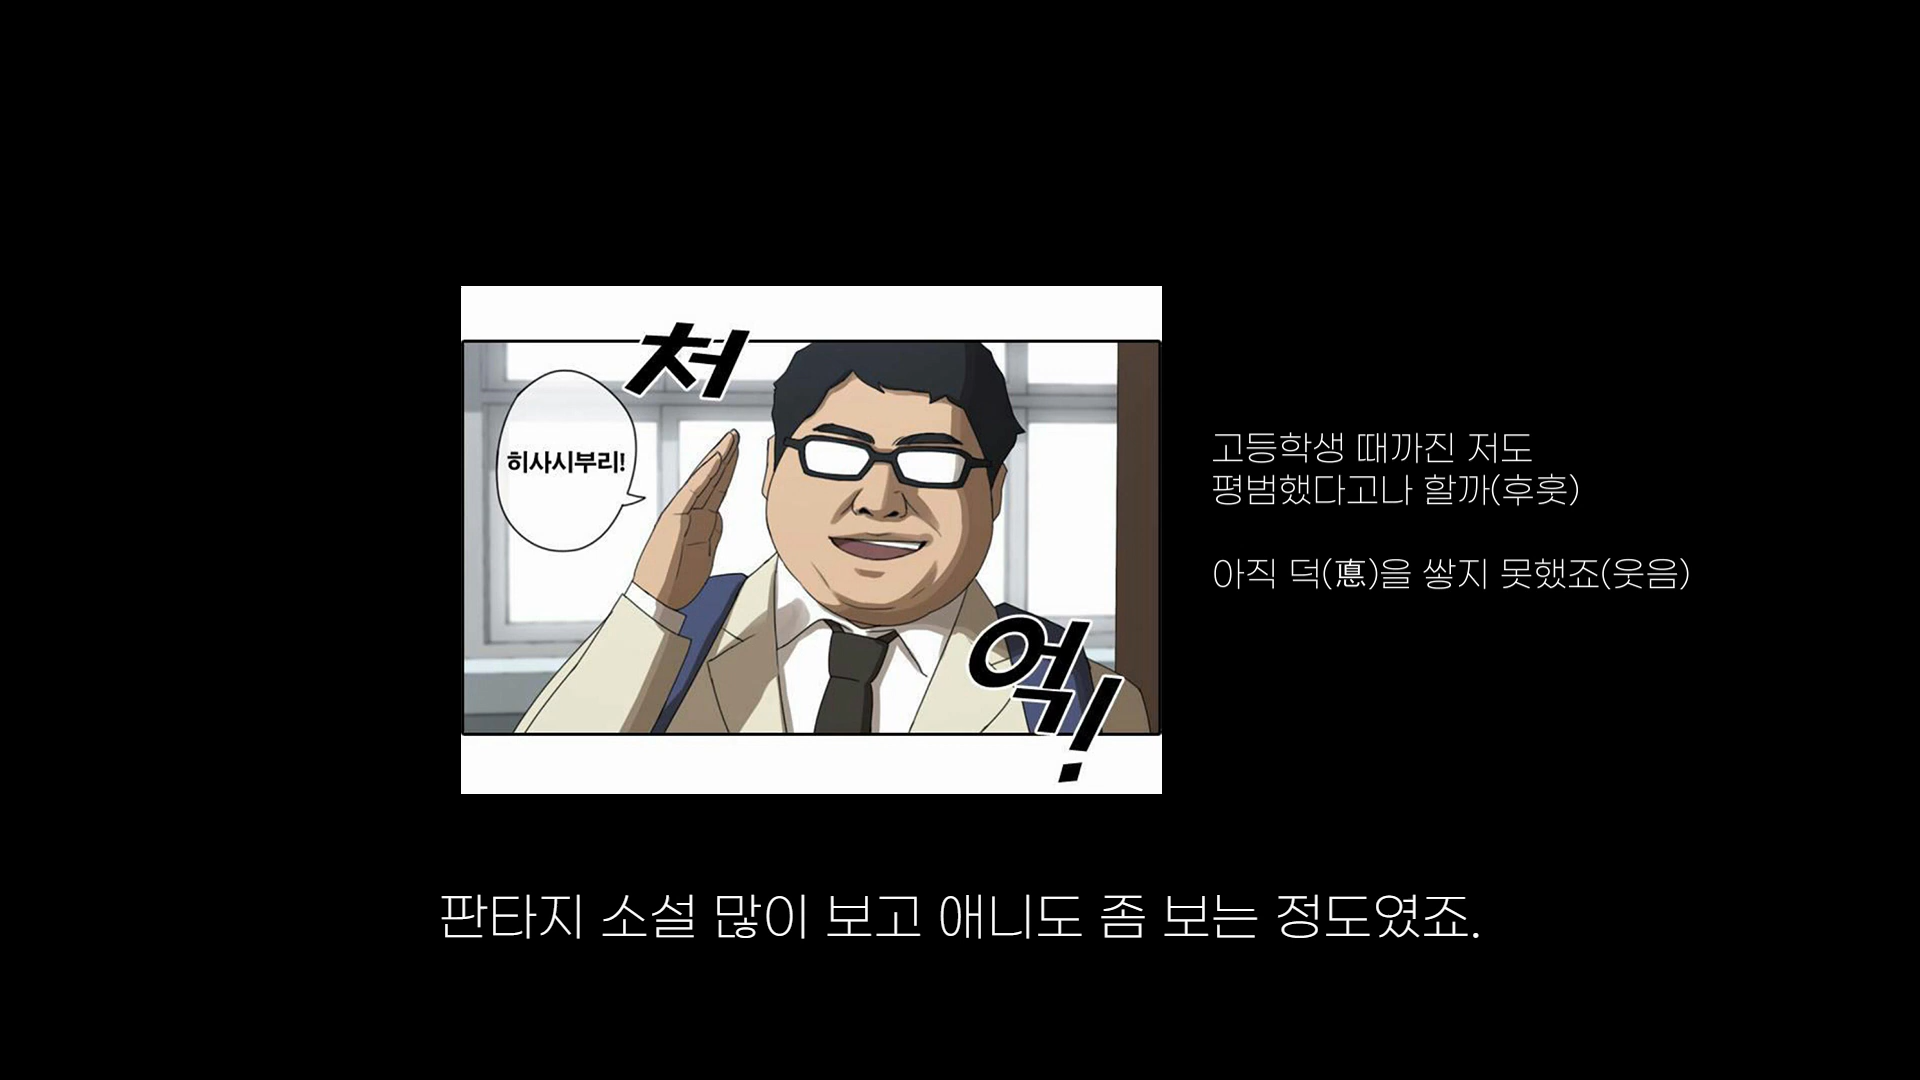 처
히사시부리!
억!
고등학생 때까진 저도
평범했다고나 할까(후훗)
아직 덕(悳)을 쌓지 못했죠(웃음)
판타지 소설 많이 보고 애니도 좀 보는 정도였죠.